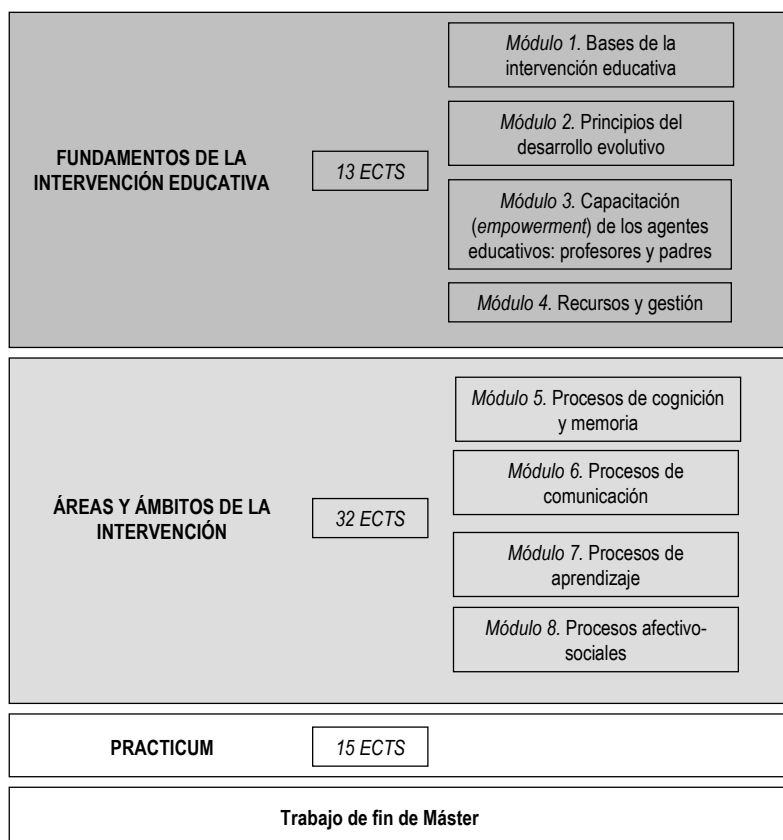 FUNDAMENTOS DE LA
INTERVENCIÓN EDUCATIVA
13 ECTS
Módulo 1. Bases de la
intervención educativa
Módulo 2. Principios del
desarrollo evolutivo
Módulo 3. Capacitación
(empowerment) de los agentes
educativos: profesores y padres
Módulo 4. Recursos y gestión
ÁREAS Y ÁMBITOS DE LA
INTERVENCIÓN
32 ECTS
Módulo 5. Procesos de cognición
y memoria
Módulo 6. Procesos de
comunicación
Módulo 7. Procesos de
aprendizaje
Módulo 8. Procesos afectivo-
sociales
PRACTICUM
15 ECTS
Trabajo de fin de Máster